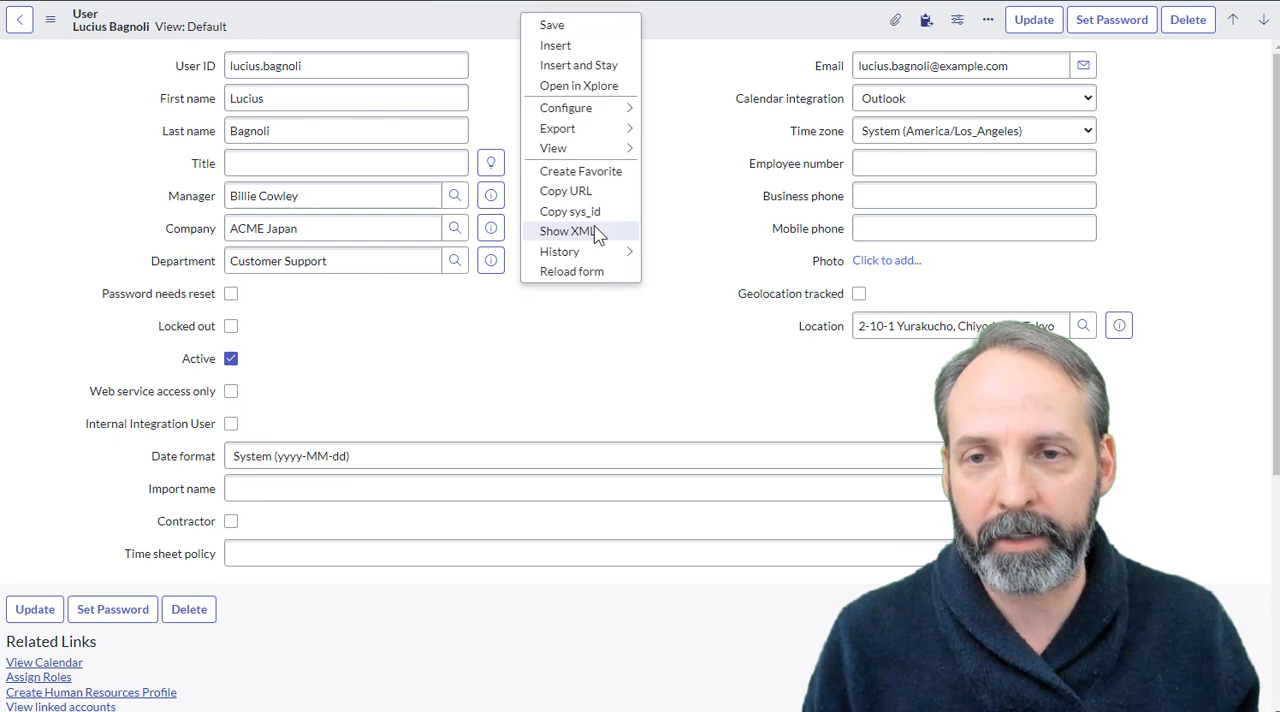 User
Lucius Bagnoli View: Default
Update
Set Password
Delete
Save
Insert
Insert and Stay
Open in Xplore
Configure
Export
View
Create Favorite
Copy URL
Copy sys_id
Show XML
History
Reload form
User ID lucius.bagnoli
First name Lucius
Last name Bagnoli
Title
Manager Billie Cowley
Company ACME Japan
Department Customer Support
Password needs reset
Locked out
Active
Web service access only
Internal Integration User
Date format System (yyyy-MM-dd)
Import name
Contractor
Time sheet policy
Email lucius.bagnoli@example.com
Calendar integration Outlook
Time zone System (America/Los_Angeles)
Employee number
Business phone
Mobile phone
Photo Click to add...
Geolocation tracked
Location 2-10-1 Yurakucho, Tokyo
Update
Set Password
Delete
Related Links
View Calendar
Assign Roles
Create Human Resources Profile
View linked accounts